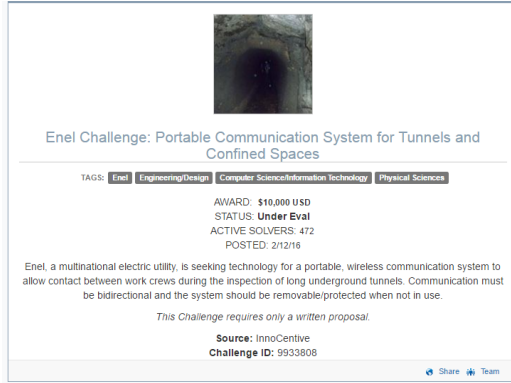 Enel Challenge: Portable Communication System for Tunnels and
Confined Spaces
TAGS: Enel Engineering/Design Computer Science/Information Technology Physical Sciences
AWARD: $10,000 USD
STATUS: Under Eval
ACTIVE SOLVERS: 472
POSTED: 2/12/16
Enel, a multinational electric utility, is seeking technology for a portable, wireless communication system to
allow contact between work crews during the inspection of long underground tunnels. Communication must
be bidirectional and the system should be removable/protected when not in use.
This Challenge requires only a written proposal.
Source: InnoCentive
Challenge ID: 9933808
Share Team